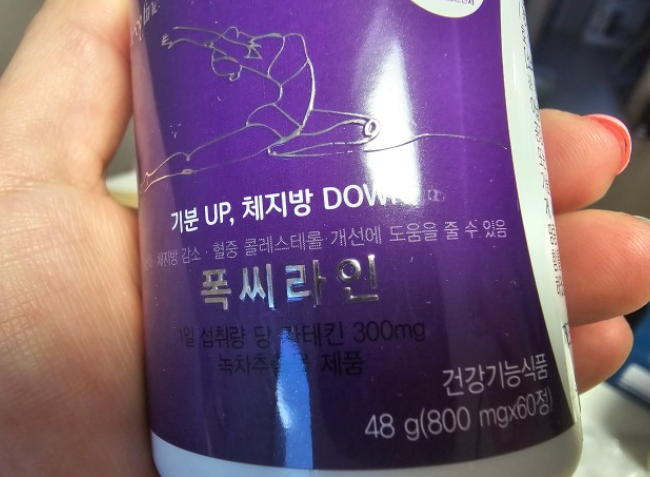 기분 UP, 체지방 DOWN
체지방 감소 · 혈중 콜레스테롤 개선에 도움을 줄 수 있음
폭씨라인
1일 섭취량 당 카테킨 300mg
녹차추출물 제품
건강기능식품
48 g(800 mgx60정)